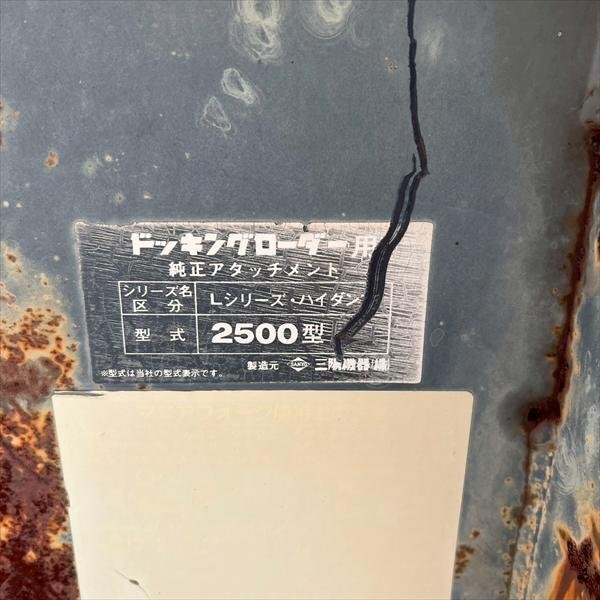 ドッキングローダー用
純正アタッチメント
シリーズ名
区分
Lシリーズ・ハイダン
型式
2500型
製造元 SANYO 三陽機器
※型式は当社の型式表示です。